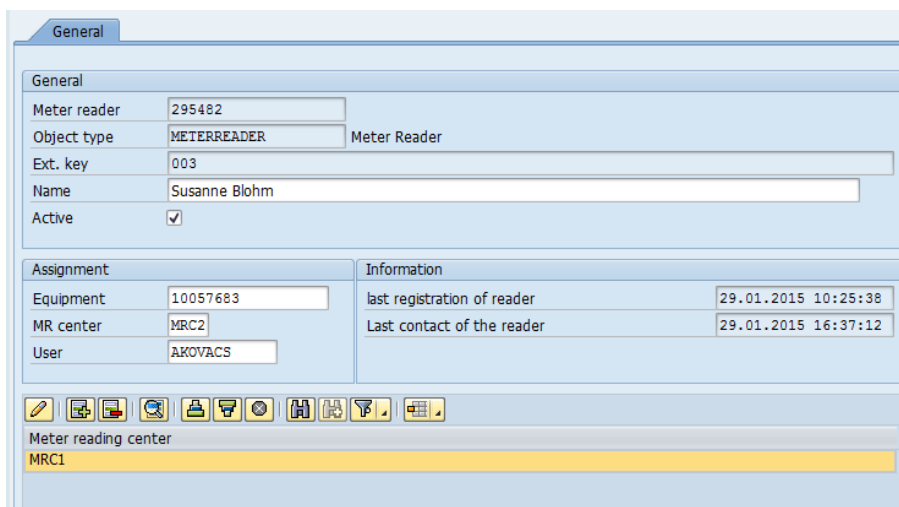 General
General
Meter reader 295482
Object type METERREADER Meter Reader
Ext. key 003
Name Susanne Blohm
Active
Assignment
Equipment 10057683
MR center MRC2
User AKOVACS
Information
last registration of reader 29.01.2015 10:25:38
Last contact of the reader 29.01.2015 16:37:12
Meter reading center
MRC1